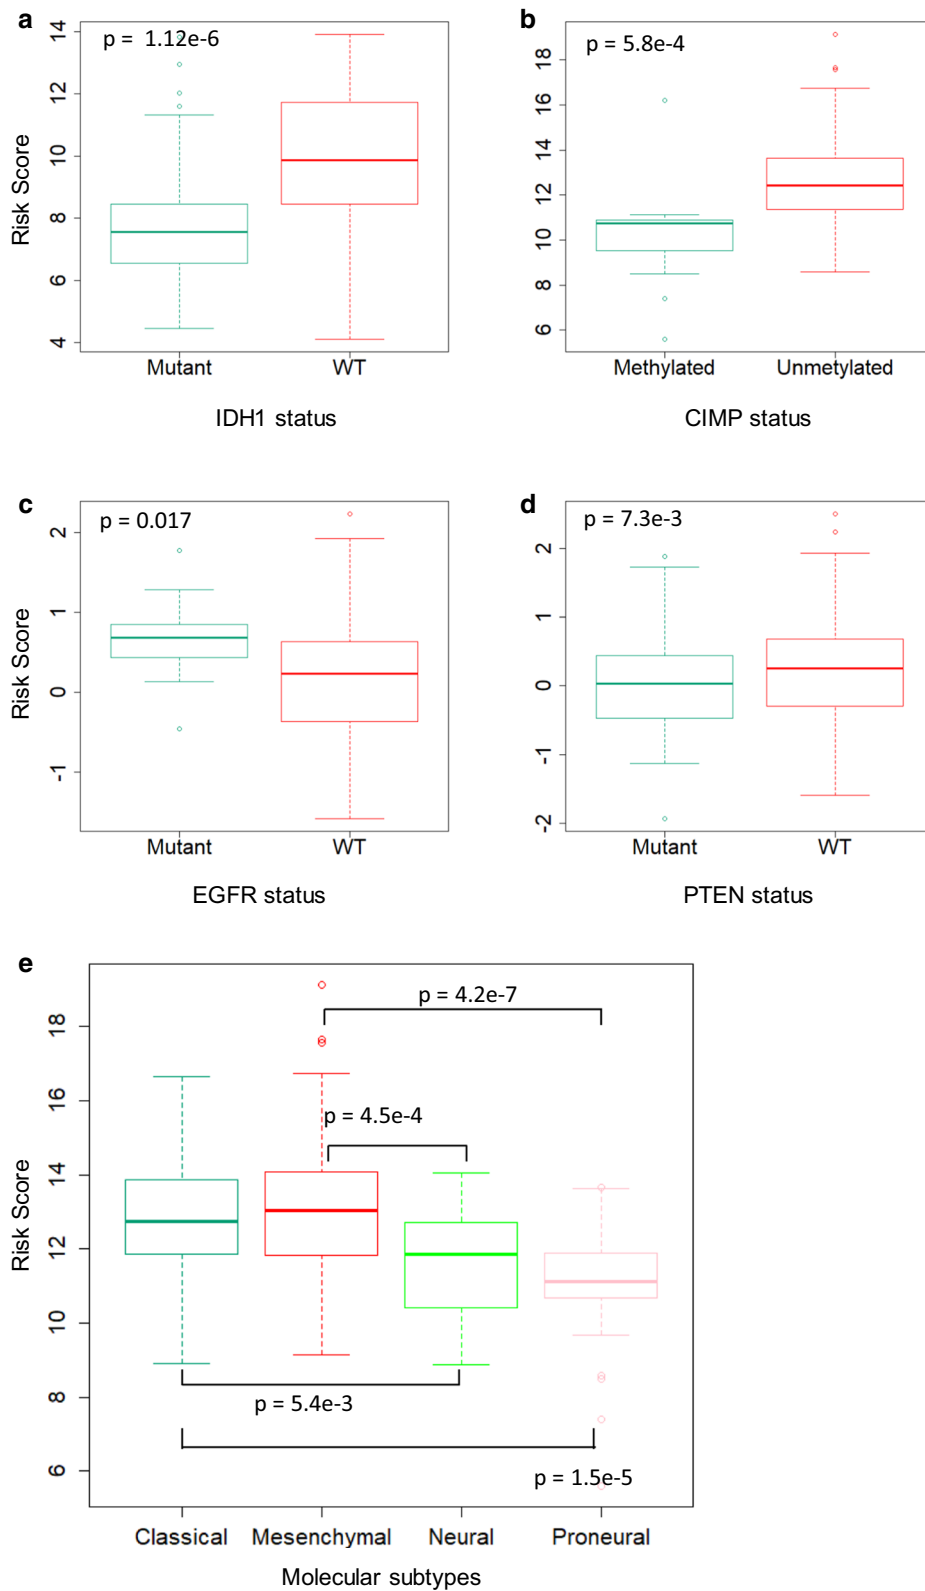 a
p = 1.12e-6
14
12
10
8
6
4
Risk Score
Mutant
WT
IDH1 status
b
p = 5.8e-4
18
16
14
12
10
8
6
Methylated
Unmetylated
CIMP status
c
p = 0.017
2
1
0
-1
Risk Score
Mutant
WT
EGFR status
d
p = 7.3e-3
2
1
0
-1
-2
Mutant
WT
PTEN status
e
p = 4.2e-7
p = 4.5e-4
p = 5.4e-3
p = 1.5e-5
18
16
14
12
10
8
6
Risk Score
Classical
Mesenchymal
Neural
Proneural
Molecular subtypes